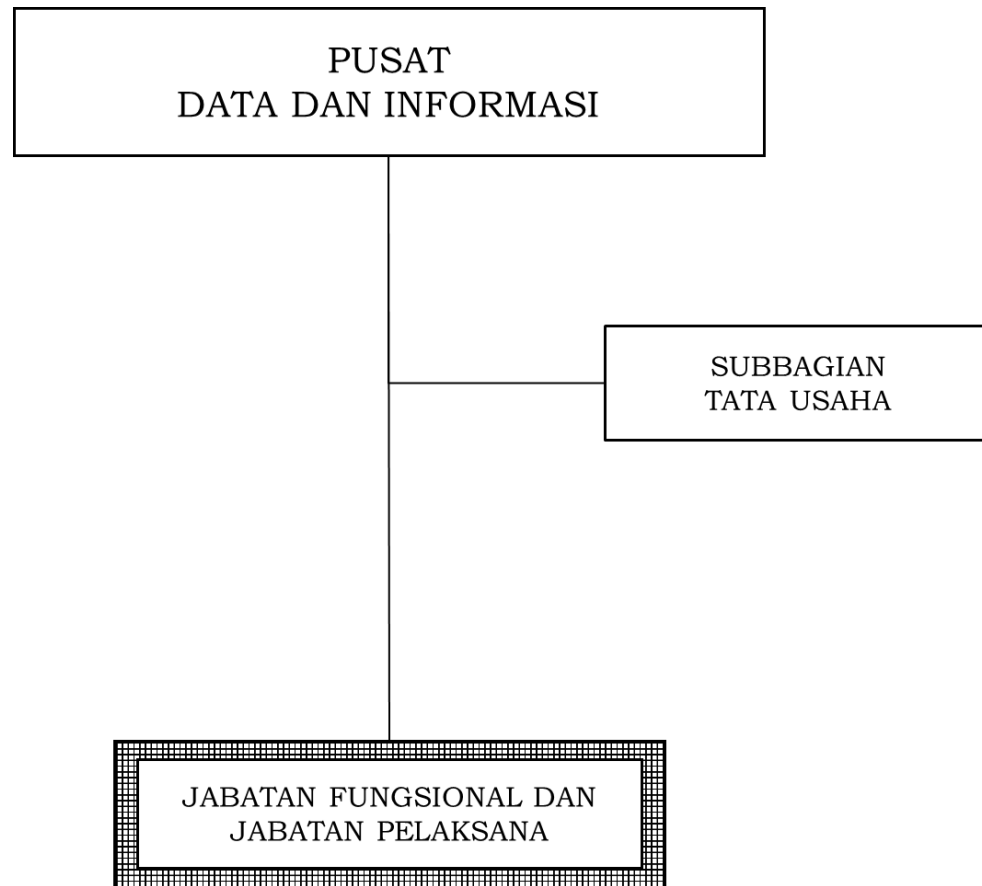 PUSAT
DATA DAN INFORMASI
SUBBAGIAN
TATA USAHA
JABATAN FUNGSIONAL DAN
JABATAN PELAKSANA